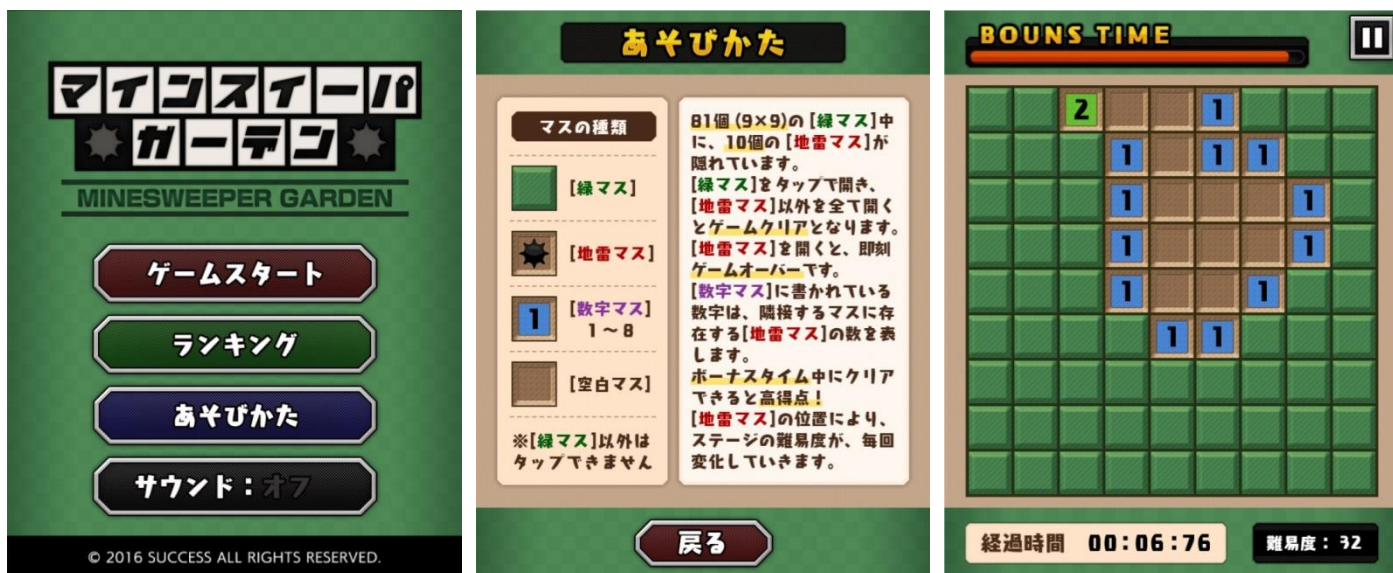 マインスイーパ
ガーデン
MINESWEEPER GARDEN
ゲームスタート
ランキング
あそびかた
サウンド：オフ
© 2016 SUCCESS ALL RIGHTS RESERVED.
あそびかた
マスの種類
[緑マス]
[地雷マス]
1
[数字マス]
1～8
[空白マス]
※[緑マス]以外は
タップできません
81個(9×9)の[緑マス]中
に、10個の[地雷マス]が
隠れています。
[緑マス]をタップで開き、
[地雷マス]以外を全て開く
とゲームクリアとなります。
[地雷マス]を開くと、即刻
ゲームオーバーです。
[数字マス]に書かれている
数字は、隣接するマスに存
在する[地雷マス]の数を表
します。
ボーナスタイム中にクリア
できると高得点！
[地雷マス]の位置により、
ステージの難易度が、毎回
変化していきます。
戻る
BOUNS TIME
2 1
1 1 1
1 1
1 1
1 1
1 1
経過時間 00:06:76
難易度：32